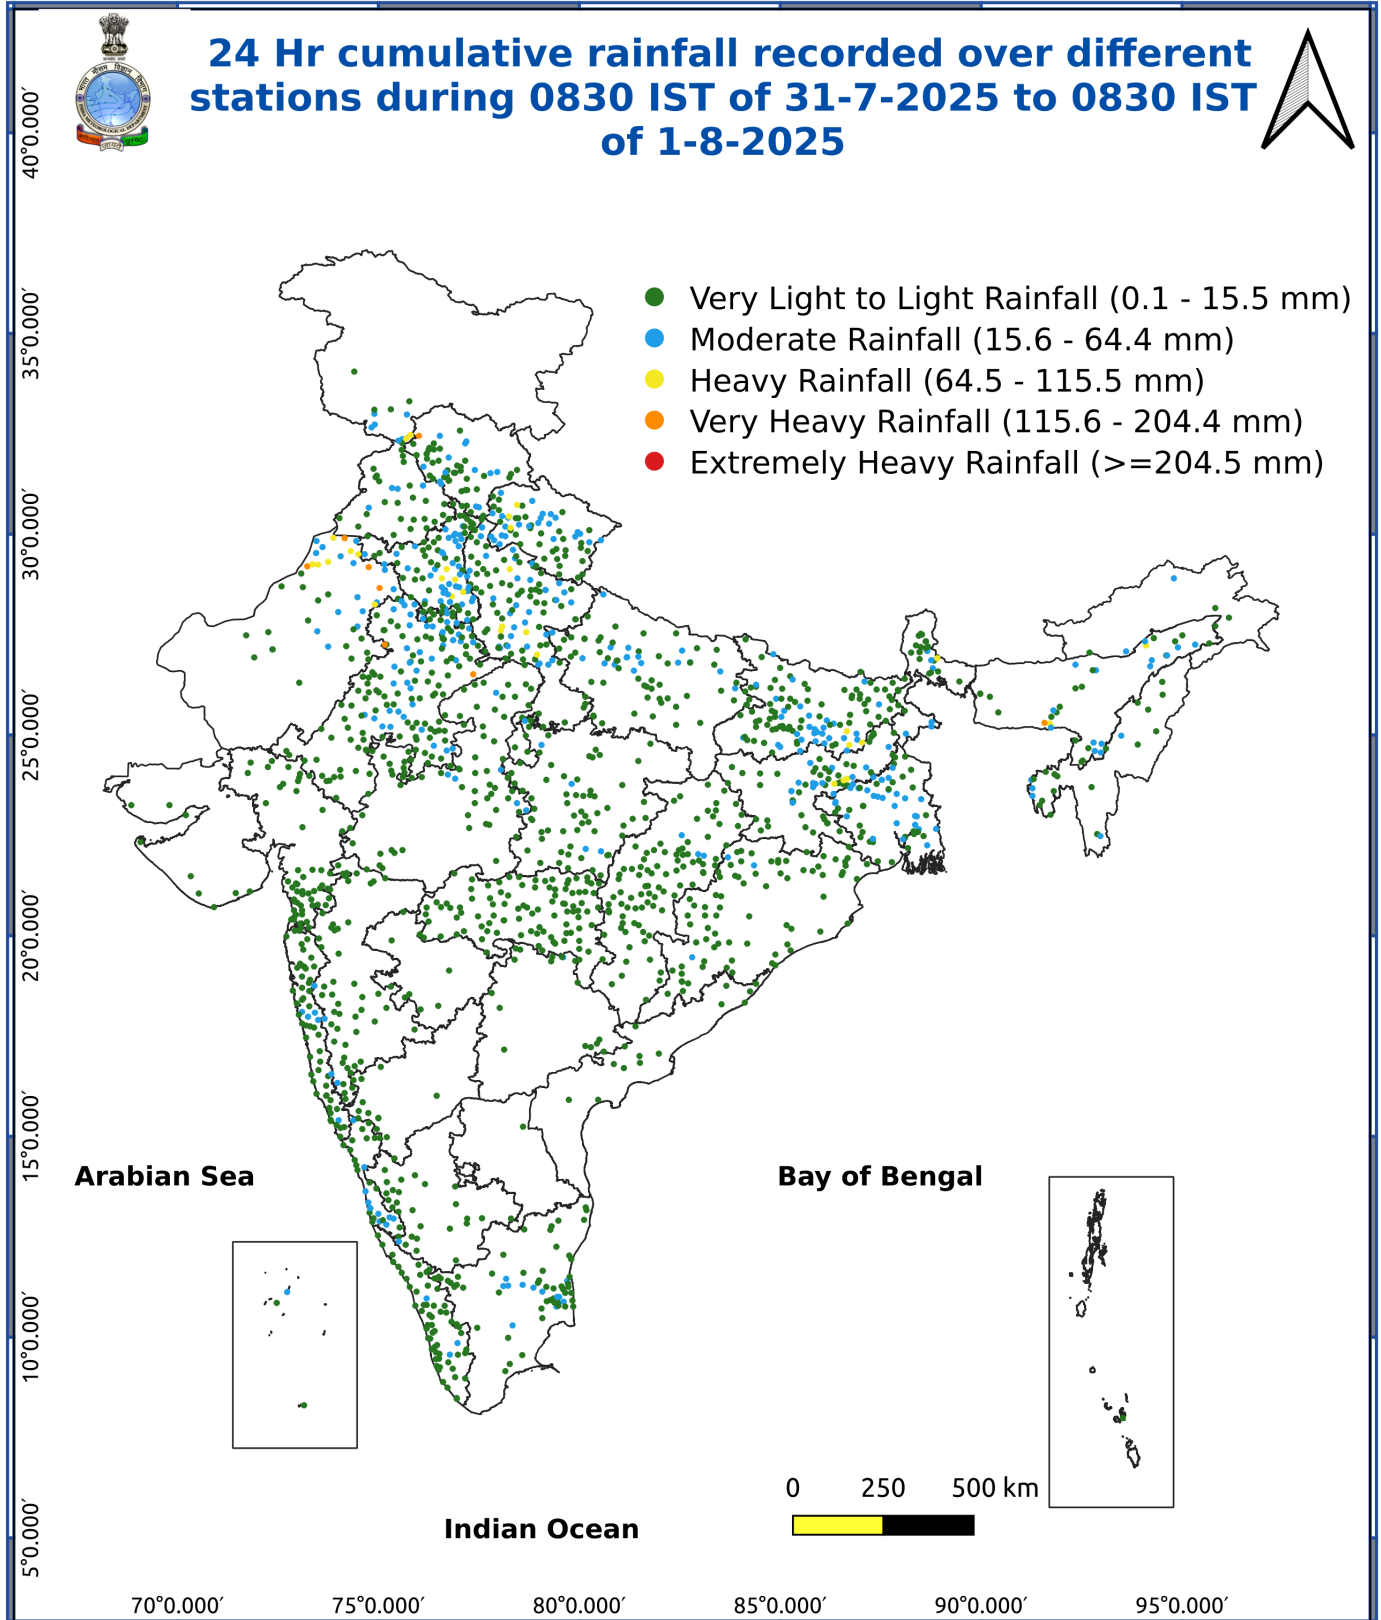 24 Hr cumulative rainfall recorded over different
stations during 0830 IST of 31-7-2025 to 0830 IST
of 1-8-2025
Very Light to Light Rainfall (0.1 - 15.5 mm)
Moderate Rainfall (15.6 - 64.4 mm)
Heavy Rainfall (64.5 - 115.5 mm)
Very Heavy Rainfall (115.6 - 204.4 mm)
Extremely Heavy Rainfall (>=204.5 mm)
40°0.000′
35°0.000′
30°0.000′
25°0.000′
20°0.000′
15°0.000′
10°0.000′
5°0.000′
Arabian Sea
Bay of Bengal
Indian Ocean
0 250 500 km
70°0.000′ 75°0.000′ 80°0.000′ 85°0.000′ 90°0.000′ 95°0.000′